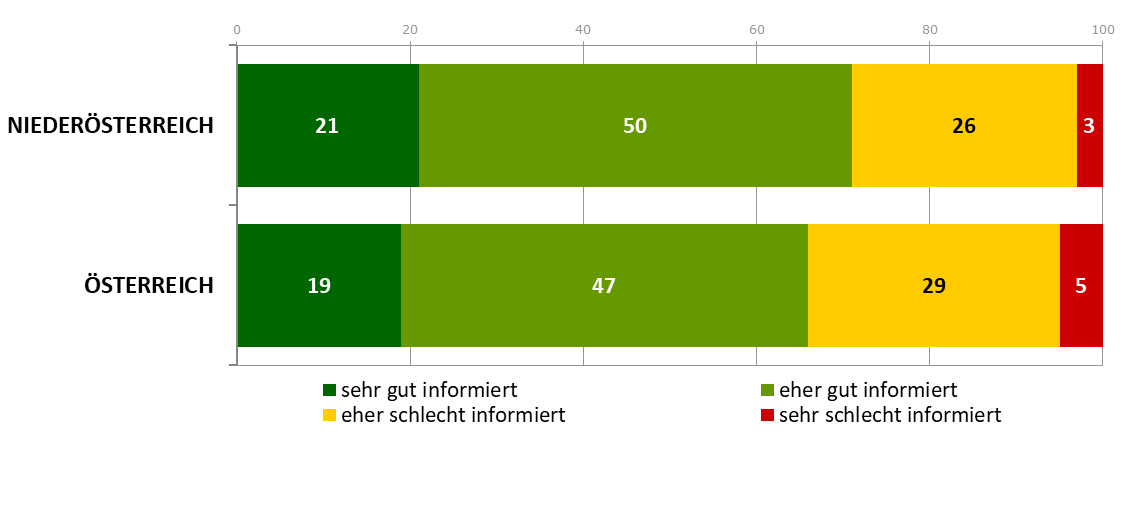 0 20 40 60 80 100
NIEDERÖSTERREICH 21 50 26 3
ÖSTERREICH 19 47 29 5
sehr gut informiert eher gut informiert
eher schlecht informiert sehr schlecht informiert